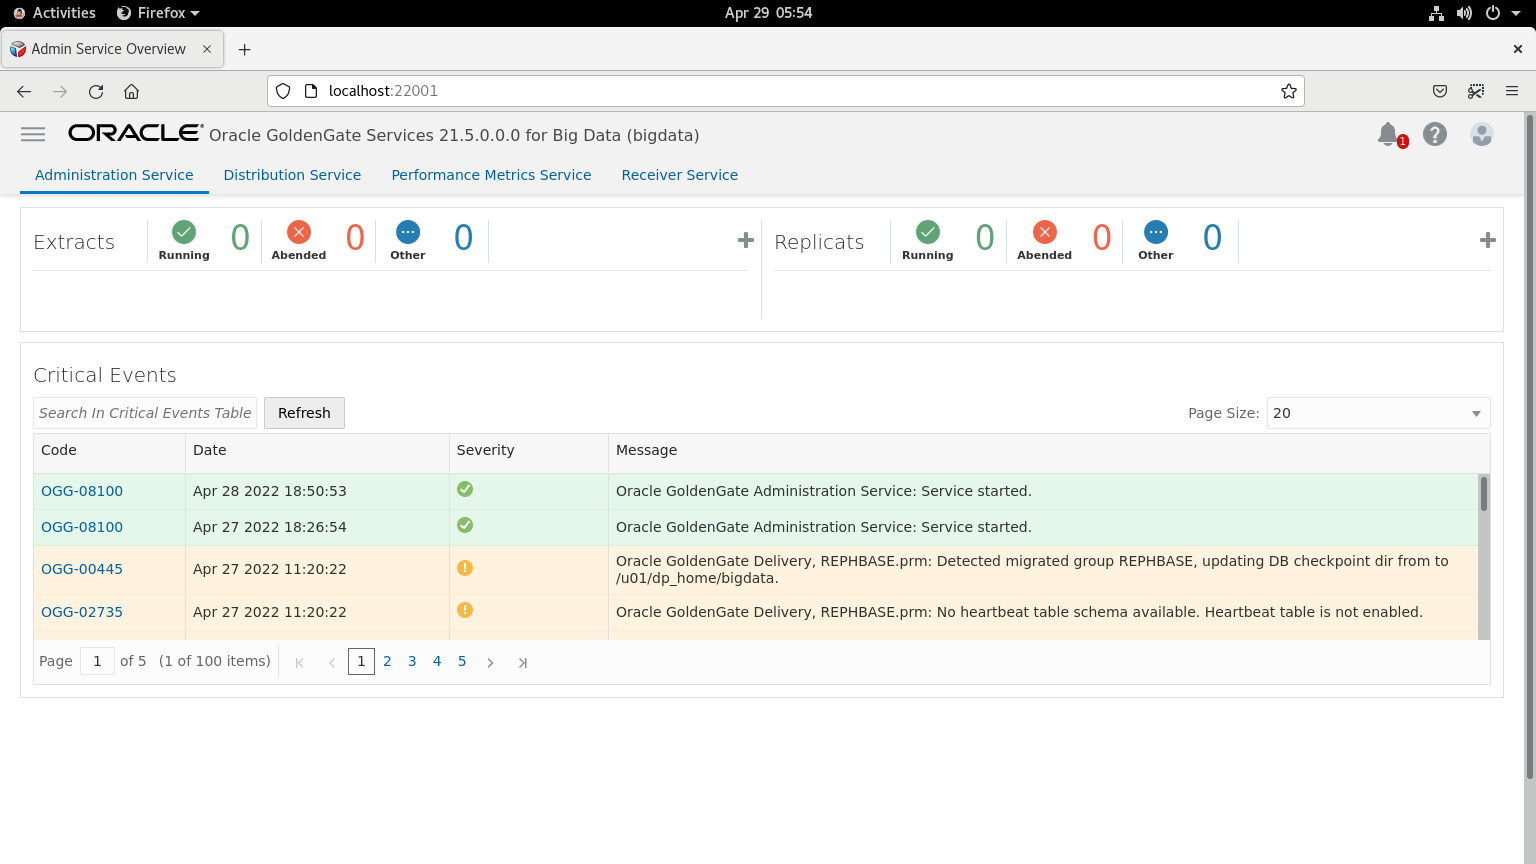 Activities
Firefox
Apr 29 05:54
Admin Service Overview
localhost:22001
ORACLE Oracle GoldenGate Services 21.5.0.0.0 for Big Data (bigdata)
1
Administration Service
Distribution Service
Performance Metrics Service
Receiver Service
Extracts
Running
0
Abended
0
Other
0
Replicats
Running
0
Abended
0
Other
0
Critical Events
Search In Critical Events Table
Refresh
Page Size: 20
Code Date Severity Message
OGG-08100 Apr 28 2022 18:50:53 Oracle GoldenGate Administration Service: Service started.
OGG-08100 Apr 27 2022 18:26:54 Oracle GoldenGate Administration Service: Service started.
OGG-00445 Apr 27 2022 11:20:22 Oracle GoldenGate Delivery, REPHBASE.prm: Detected migrated group REPHBASE, updating DB checkpoint dir from to
/u01/dp_home/bigdata.
OGG-02735 Apr 27 2022 11:20:22 Oracle GoldenGate Delivery, REPHBASE.prm: No heartbeat table schema available. Heartbeat table is not enabled.
Page 1 of 5 (1 of 100 items) 1 2 3 4 5